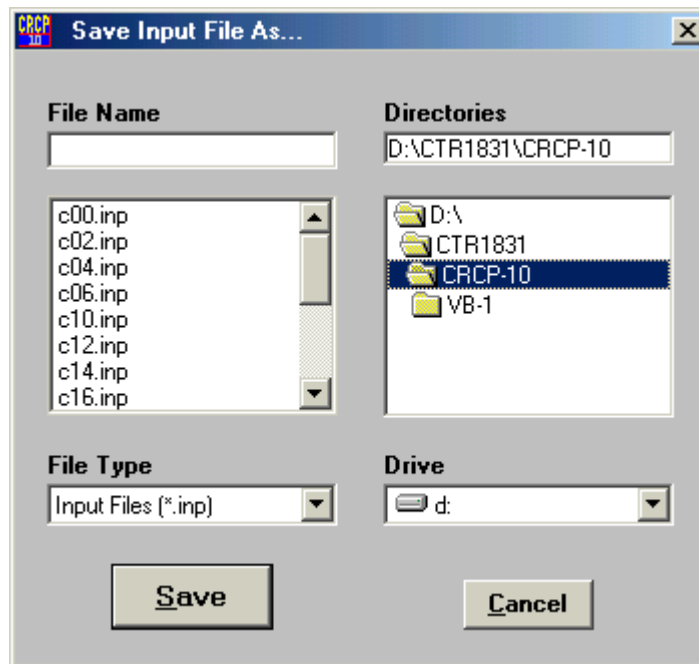 CRCP
10
Save Input File As...
File Name
Directories
D:\CTR1831\CRCP-10
c00.inp
c02.inp
c04.inp
c06.inp
c10.inp
c12.inp
c14.inp
c16.inp
D:\
CTR1831
CRCP-10
VB-1
File Type
Drive
Input Files (*.inp)
d:
Save
Cancel